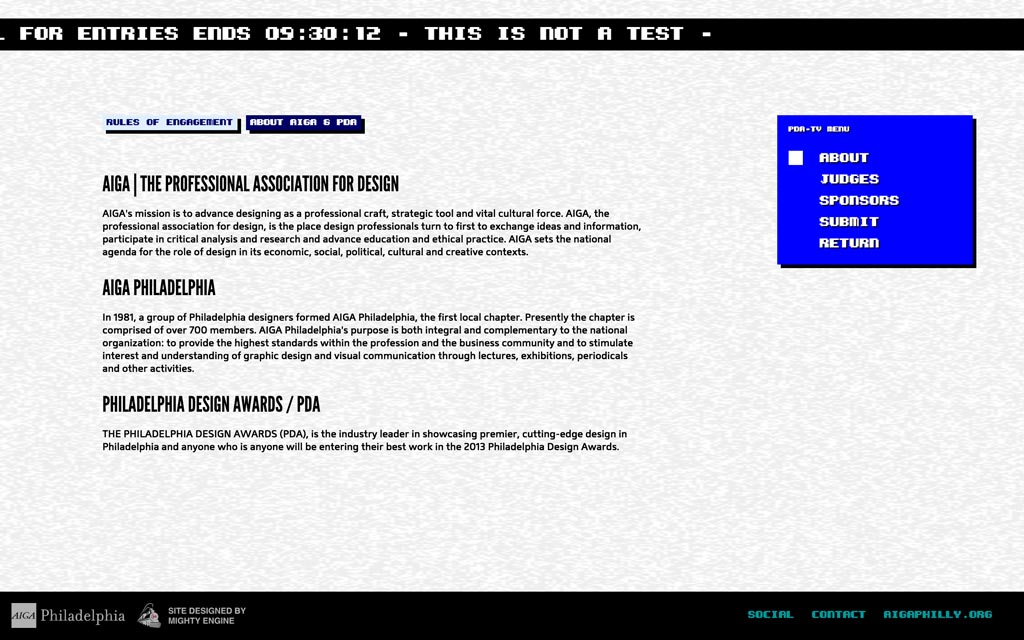 FOR ENTRIES ENDS 09:30:12 - THIS IS NOT A TEST -
RULES OF ENGAGEMENT
ABOUT AIGA & PDA
PDA-TV MENU
ABOUT
JUDGES
SPONSORS
SUBMIT
RETURN
AIGA | THE PROFESSIONAL ASSOCIATION FOR DESIGN
AIGA's mission is to advance designing as a professional craft, strategic tool and vital cultural force. AIGA, the
professional association for design, is the place design professionals turn to first to exchange ideas and information,
participate in critical analysis and research and advance education and ethical practice. AIGA sets the national
agenda for the role of design in its economic, social, political, cultural and creative contexts.
AIGA PHILADELPHIA
In 1981, a group of Philadelphia designers formed AIGA Philadelphia, the first local chapter. Presently the chapter is
comprised of over 700 members. AIGA Philadelphia's purpose is both integral and complementary to the national
organization: to provide the highest standards within the profession and the business community and to stimulate
interest and understanding of graphic design and visual communication through lectures, exhibitions, periodicals
and other activities.
PHILADELPHIA DESIGN AWARDS / PDA
THE PHILADELPHIA DESIGN AWARDS (PDA), is the industry leader in showcasing premier, cutting-edge design in
Philadelphia and anyone who is anyone will be entering their best work in the 2013 Philadelphia Design Awards.
AIGA Philadelphia
SITE DESIGNED BY
MIGHTY ENGINE
SOCIAL CONTACT AIGAPHILLY.ORG